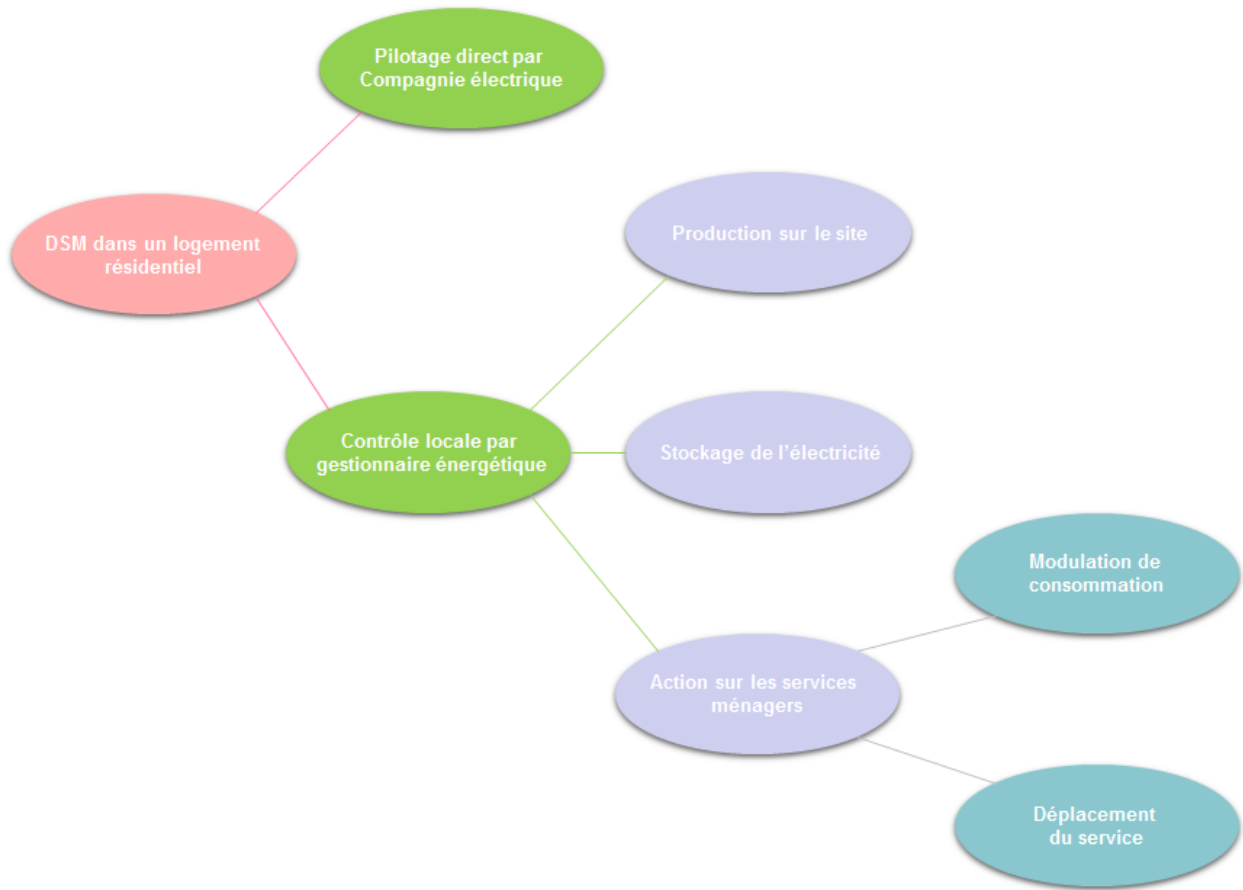 Pilotage direct par
Compagnie électrique
DSM dans un logement
résidentiel
Production sur le site
Contrôle locale par
gestionnaire énergétique
Stockage de l'électricité
Modulation de
consommation
Action sur les services
ménagers
Déplacement
du service